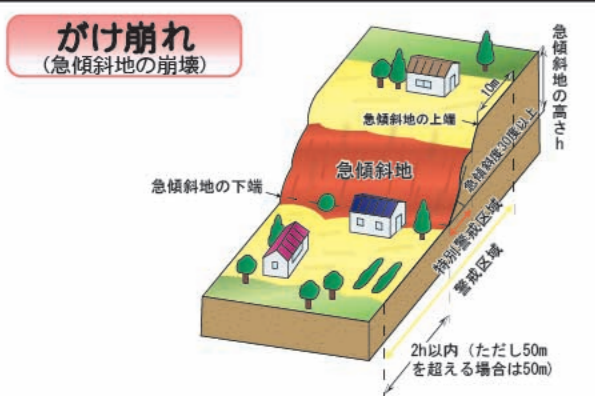 がけ崩れ
(急傾斜地の崩壊)
急傾斜地の高さh
10m
急傾斜地の上端
急傾斜度30度以上
急傾斜地
急傾斜地の下端
特別警戒区域
警戒区域
2h以内（ただし50m
を超える場合は50m)